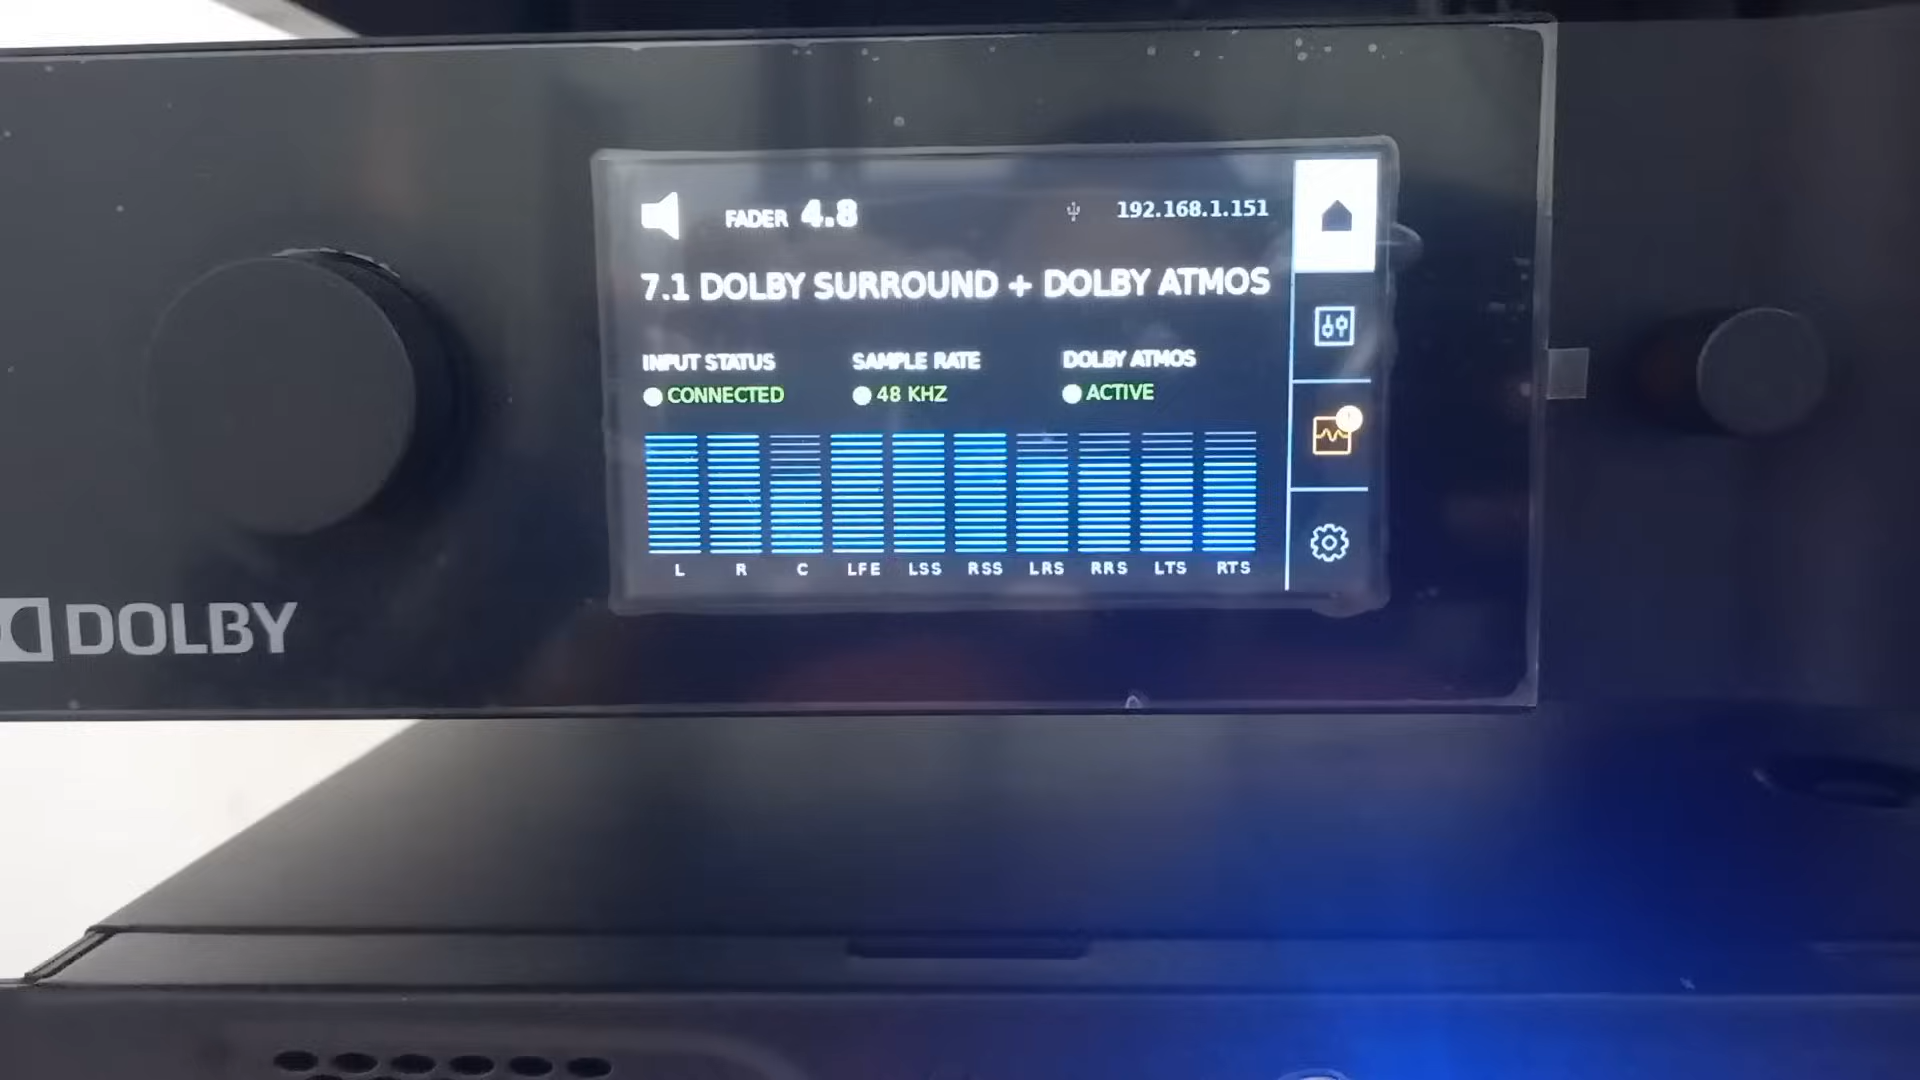 FADER 4.8
192.168.1.151
7.1 DOLBY SURROUND + DOLBY ATMOS
INPUT STATUS
CONNECTED
SAMPLE RATE
48 KHZ
DOLBY ATMOS
ACTIVE
L R C LFE LSS RSS LRS RRS LTS RTS
DOLBY